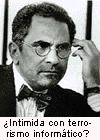 ¿Intimida con terro-
rismo informático?